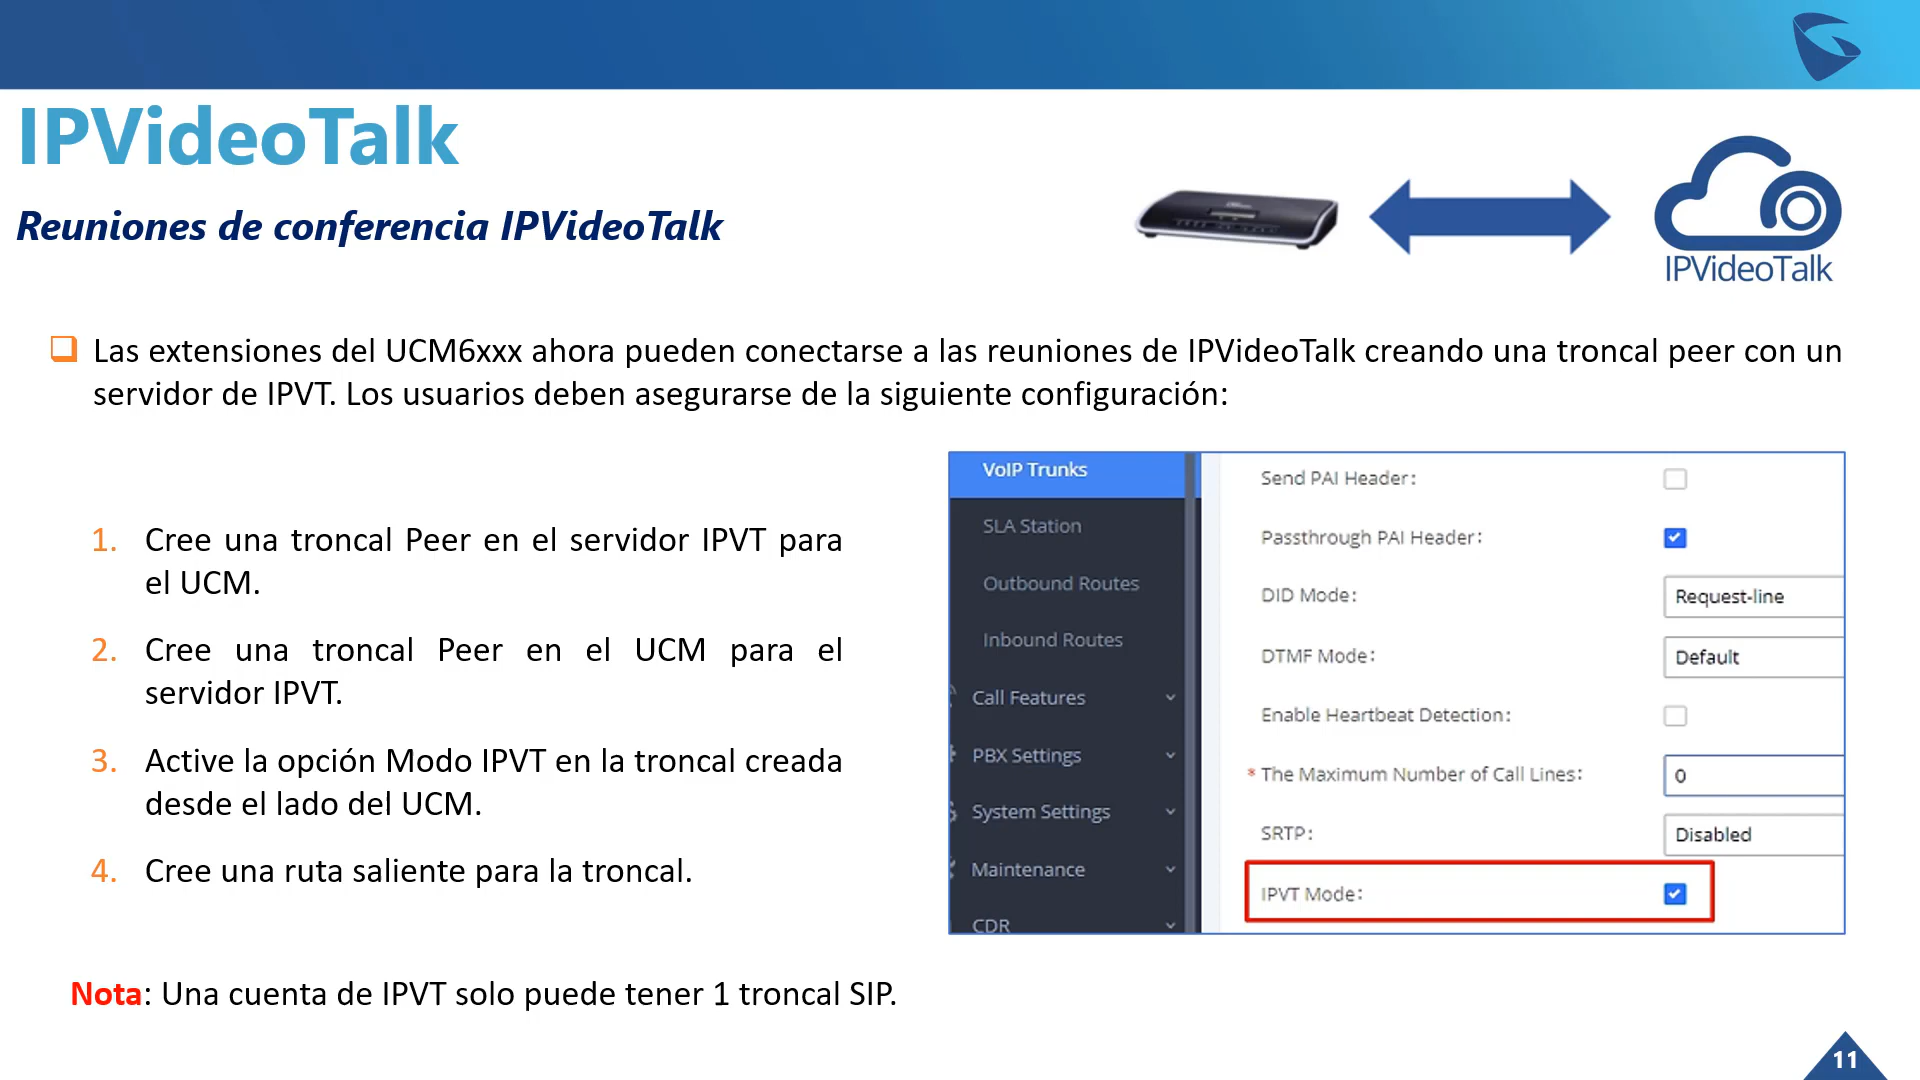 IPVideoTalk
Reuniones de conferencia IPVideoTalk
IPVideoTalk
❑ Las extensiones del UCM6xxx ahora pueden conectarse a las reuniones de IPVideoTalk creando una troncal peer con un
servidor de IPVT. Los usuarios deben asegurarse de la siguiente configuración:
1. Cree una troncal Peer en el servidor IPVT para
el UCM.
2. Cree una troncal Peer en el UCM para el
servidor IPVT.
3. Active la opción Modo IPVT en la troncal creada
desde el lado del UCM.
4. Cree una ruta saliente para la troncal.
VoIP Trunks
SLA Station
Outbound Routes
Inbound Routes
Call Features
PBX Settings
System Settings
Maintenance
CDR
Send PAI Header:
Passthrough PAI Header:
DID Mode: Request-line
DTMF Mode: Default
Enable Heartbeat Detection:
* The Maximum Number of Call Lines: 0
SRTP: Disabled
IPVT Mode:
Nota: Una cuenta de IPVT solo puede tener 1 troncal SIP.
11